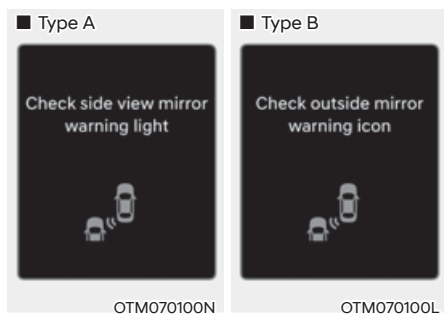 ■ Type A
Check side view mirror
warning light
OTM070100N
■ Type B
Check outside mirror
warning icon
OTM070100L